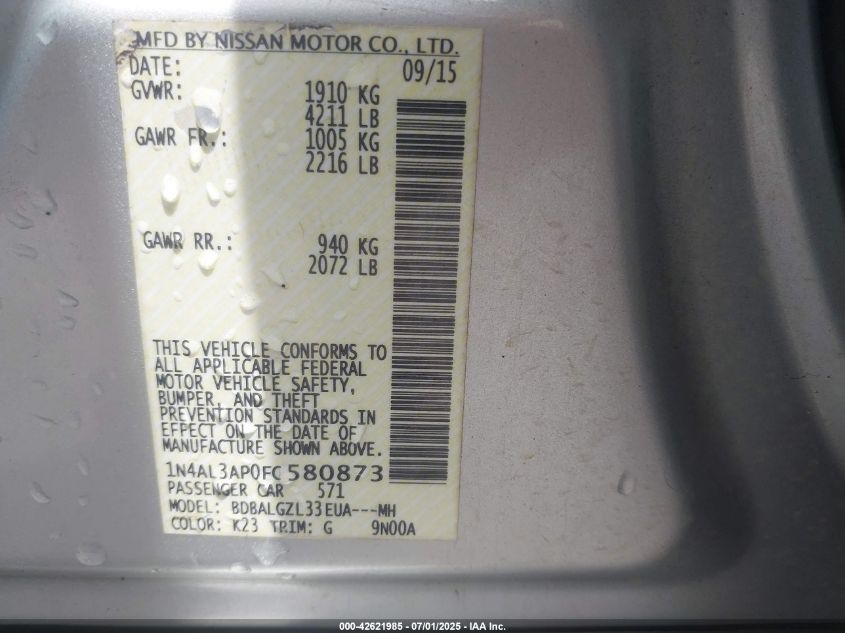 MFD BY NISSAN MOTOR CO., LTD.
DATE: 09/15
GVWR: 1910 KG
4211 LB
GAWR FR.: 1005 KG
2216 LB
GAWR RR.: 940 KG
2072 LB
THIS VEHICLE CONFORMS TO
ALL APPLICABLE FEDERAL
MOTOR VEHICLE SAFETY,
BUMPER, AND THEFT
PREVENTION STANDARDS IN
EFFECT ON THE DATE OF
MANUFACTURE SHOWN ABOVE.
1N4AL3AP0FC580873
PASSENGER CAR 571
MODEL: BDBALGZL33EUA---MH
COLOR: K23 TRIM: G 9N00A
000-42621985 - 07/01/2025 - IAA Inc.